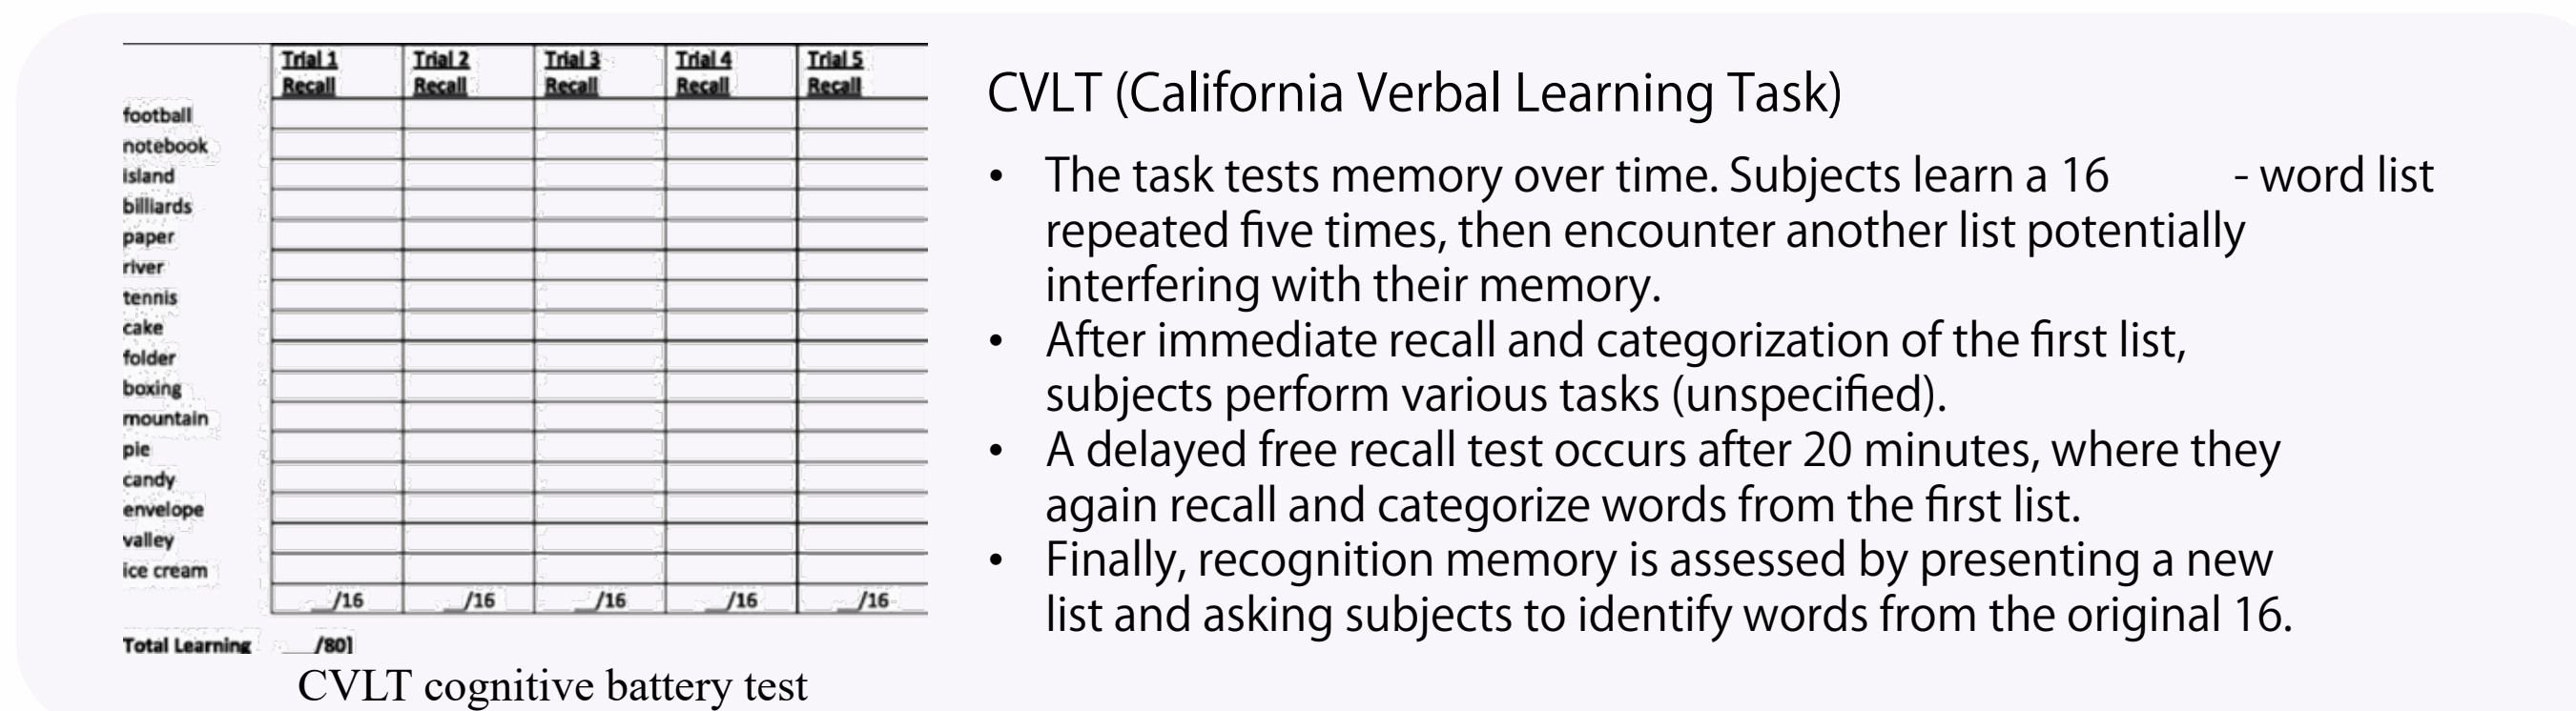 Trial 1 Trial 2 Trial 3 Trial 4 Trial 5
Recall Recall Recall Recall Recall
football
notebook
island
billiards
paper
river
tennis
cake
folder
boxing
mountain
pie
candy
envelope
valley
ice cream
__/16 __/16 __/16 __/16 __/16
Total Learning ___/80]
CVLT cognitive battery test
CVLT (California Verbal Learning Task)
• The task tests memory over time. Subjects learn a 16 - word list
repeated five times, then encounter another list potentially
interfering with their memory.
• After immediate recall and categorization of the first list,
subjects perform various tasks (unspecified).
• A delayed free recall test occurs after 20 minutes, where they
again recall and categorize words from the first list.
• Finally, recognition memory is assessed by presenting a new
list and asking subjects to identify words from the original 16.